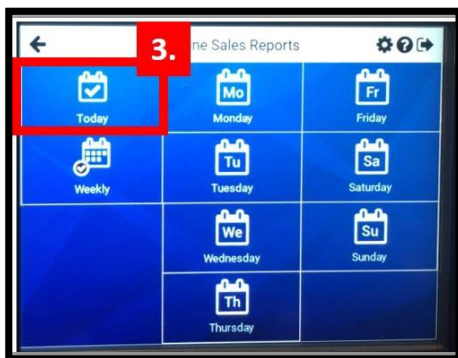 3.
ne Sales Reports
Today
Mo
Monday
Fr
Friday
Weekly
Tu
Tuesday
Sa
Saturday
We
Wednesday
Su
Sunday
Th
Thursday